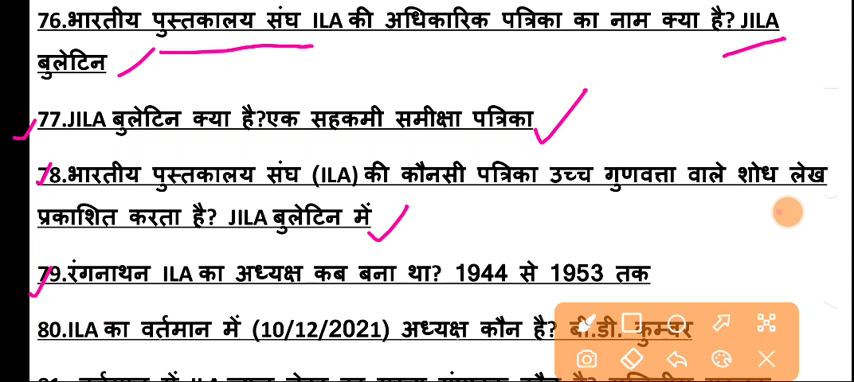 76.भारतीय पुस्तकालय संघ ILA की अधिकारिक पत्रिका का नाम क्या है? JILA
बुलेटिन
77.JILA बुलेटिन क्या है?एक सहकमी समीक्षा पत्रिका
78.भारतीय पुस्तकालय संघ (ILA) की कौनसी पत्रिका उच्च गुणवत्ता वाले शोध लेख
प्रकाशित करता है? JILA बुलेटिन में
79.रंगनाथन ILA का अध्यक्ष कब बना था? 1944 से 1953 तक
80.ILA का वर्तमान में (10/12/2021) अध्यक्ष कौन है? बी.डी. कुम्बर